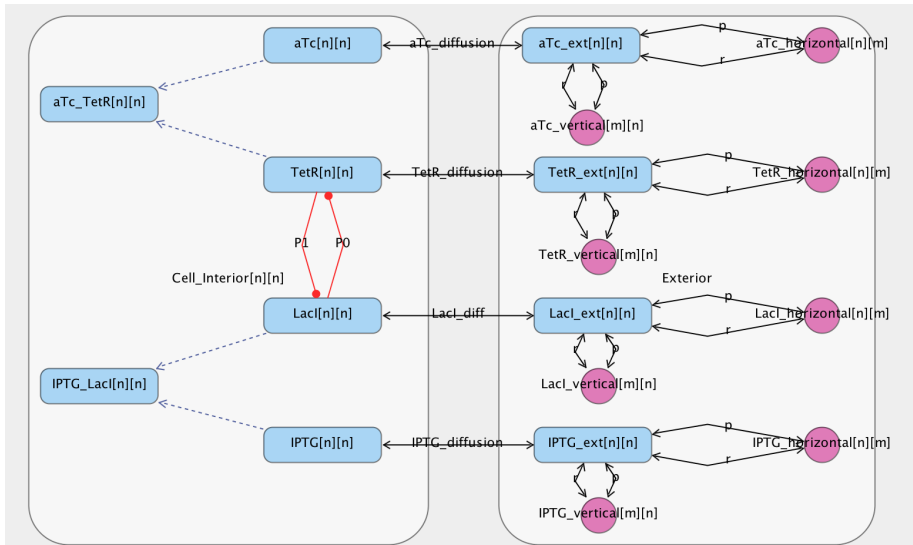 aTc[n][n]
aTc_diffusion
aTc_ext[n][n]
p
aTc_horizontal[n][m]
r
aTc_TetR[n][n]
r
p
aTc_vertical[m][n]
TetR[n][n]
TetR_diffusion
TetR_ext[n][n]
p
TetR_horizontal[n][m]
r
r
p
P1
P0
TetR_vertical[m][n]
Cell_Interior[n][n]
Exterior
LacI[n][n]
LacI_diff
LacI_ext[n][n]
p
LacI_horizontal[n][m]
r
r
p
IPTG_LacI[n][n]
LacI_vertical[m][n]
IPTG[n][n]
IPTG_diffusion
IPTG_ext[n][n]
p
IPTG_horizontal[n][m]
r
r
p
IPTG_vertical[m][n]